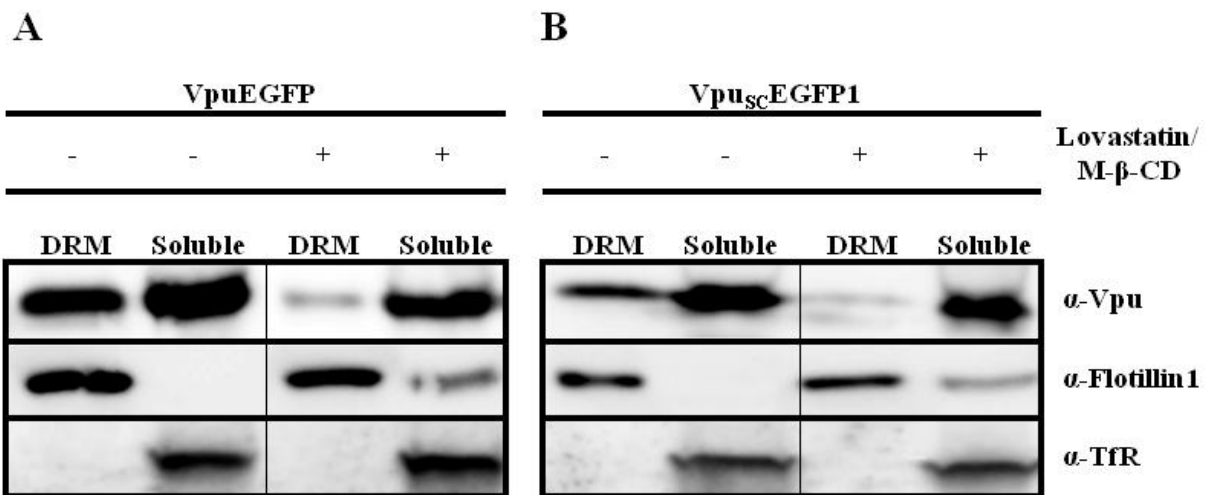 A B
VpuEGFP VpuSCEGFP1
- - + + - - + + Lovastatin/
M-β-CD
DRM Soluble DRM Soluble DRM Soluble DRM Soluble
α-Vpu
α-Flotillin1
α-TfR